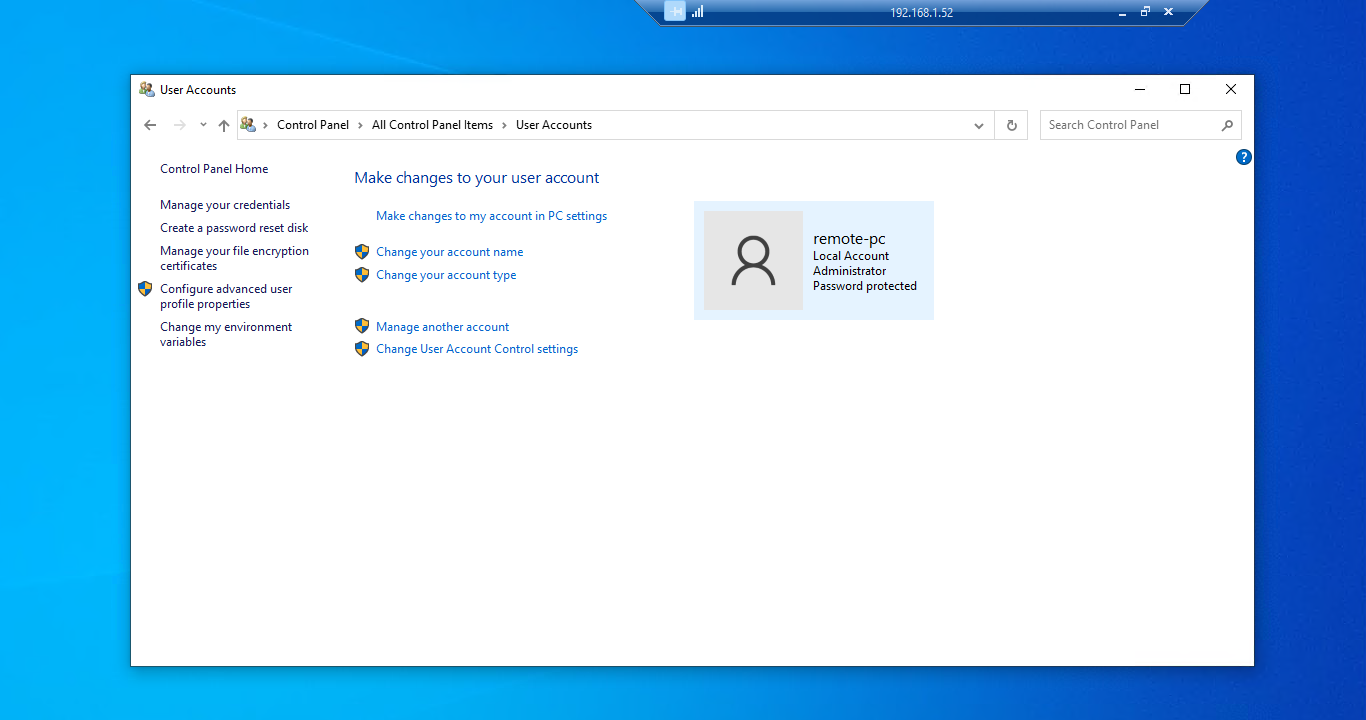 192.168.1.52
User Accounts
Control Panel
All Control Panel Items
User Accounts
Search Control Panel
?
Control Panel Home
Manage your credentials
Create a password reset disk
Manage your file encryption
certificates
Configure advanced user
profile properties
Change my environment
variables
Make changes to your user account
Make changes to my account in PC settings
Change your account name
Change your account type
Manage another account
Change User Account Control settings
remote-pc
Local Account
Administrator
Password protected